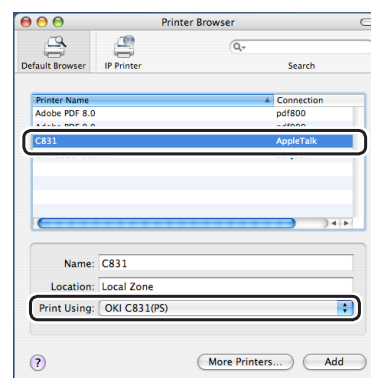 Printer Browser
Default Browser IP Printer Search
Printer Name Connection
Adobe PDF 8.0 pdf800
C831 AppleTalk
Name: C831
Location: Local Zone
Print Using: OKI C831(PS)
? More Printers... Add